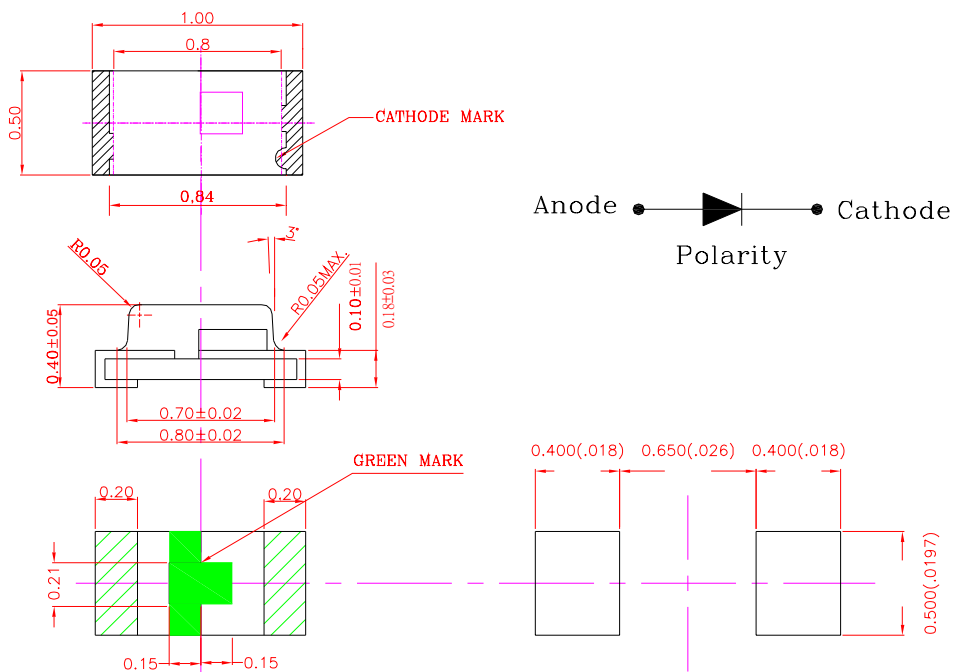 1.00
0.8
0.50
CATHODE MARK
0,84
Anode
Cathode
Polarity
R0.05
3°
R0.05MAX.
0.10±0.01
0.18±0.03
0.40±0.05
0.70±0.02
0.80±0.02
GREEN MARK
0.20
0.20
0.21
0.15
0.15
0.400(.018)
0.650(.026)
0.400(.018)
0.500(.0197)